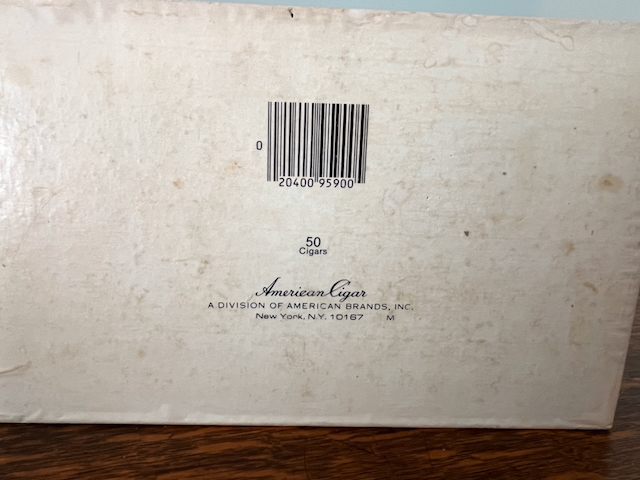 0
20400 95900
50
Cigars
American Cigar
A DIVISION OF AMERICAN BRANDS, INC.
New York, N.Y. 10167 M